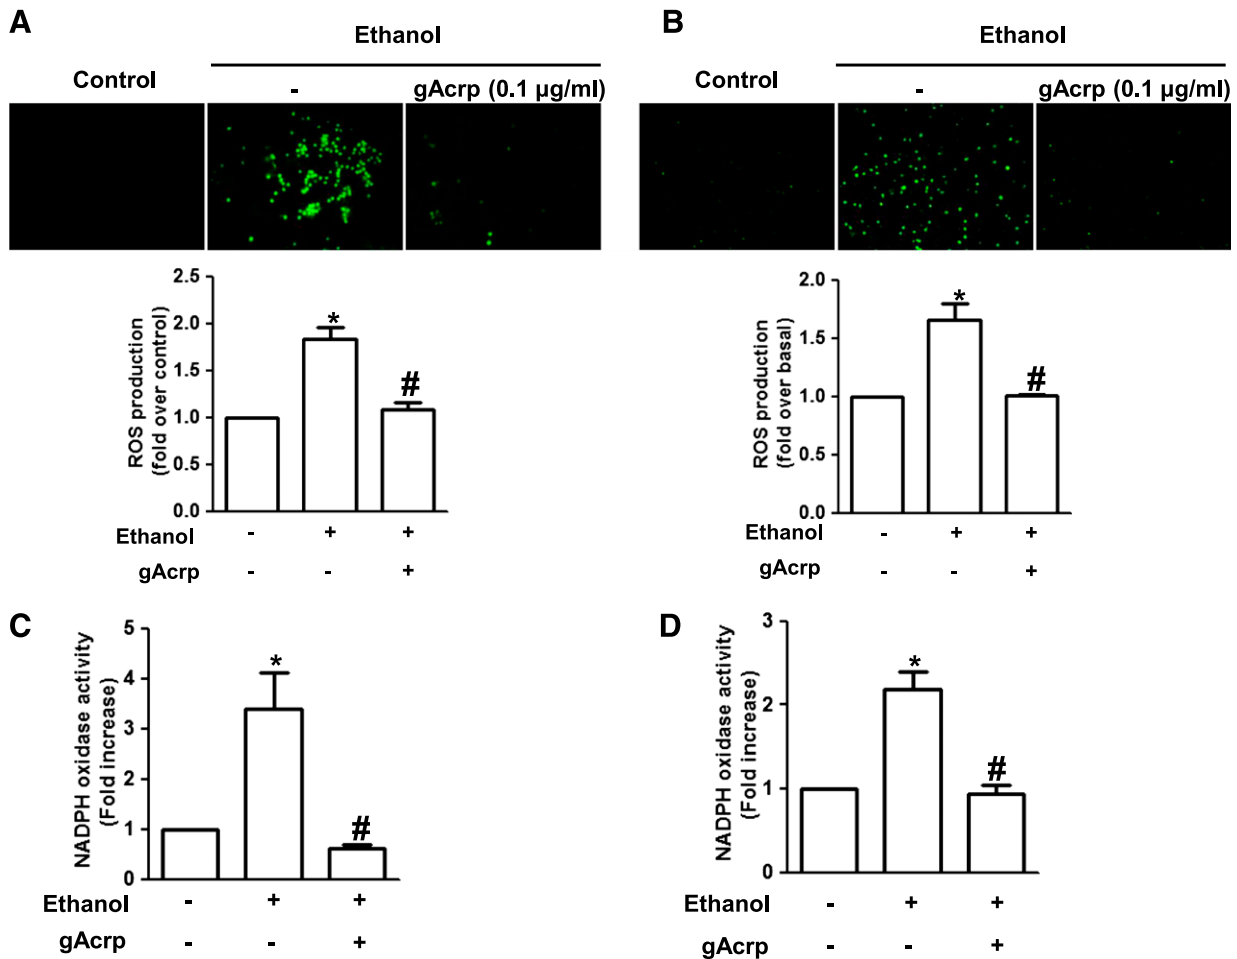 A
Ethanol
Control
-
gAcrp (0.1 µg/ml)
2.5
2.0
1.5
1.0
0.5
0.0
ROS production
(fold over control)
*
#
Ethanol - + +
gAcrp - - +
B
Ethanol
Control
-
gAcrp (0.1 µg/ml)
2.0
1.5
1.0
0.5
0.0
ROS production
(fold over basal)
*
#
Ethanol - + +
gAcrp - - +
C
5
4
3
2
1
0
NADPH oxidase activity
(Fold increase)
*
#
Ethanol - + +
gAcrp - - +
D
3
2
1
0
NADPH oxidase activity
(Fold increase)
*
#
Ethanol - + +
gAcrp - - +